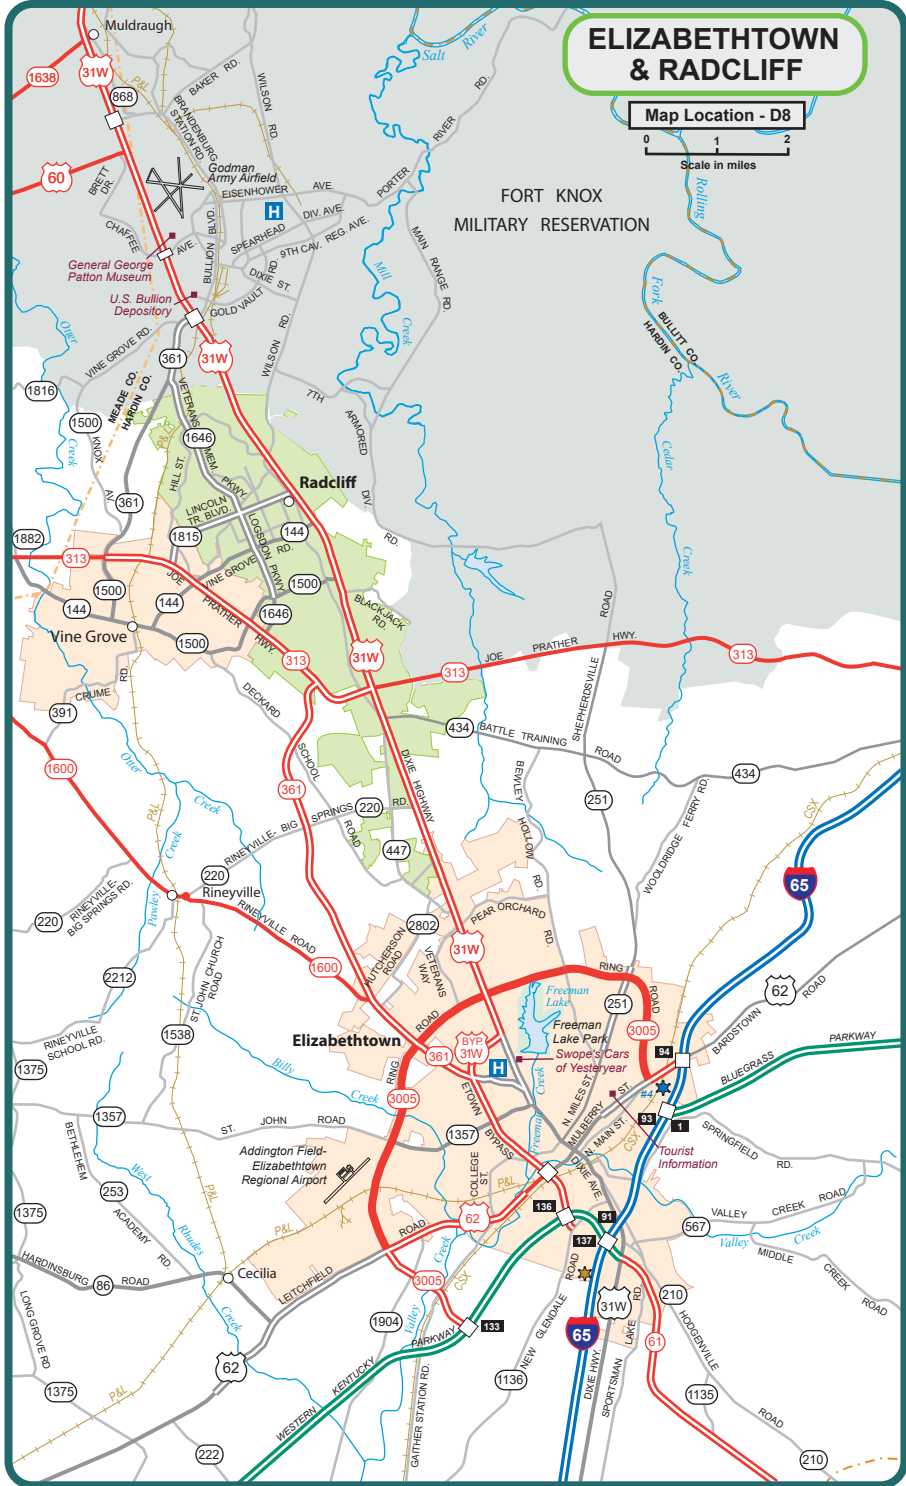 ELIZABETHTOWN
& RADCLIFF
Map Location - D8
0 1 2
Scale in miles
Muldraugh
Salt
River
1638
31W
P&L
868
BAKER RD.
WILSON RD.
BRANDENBURG
STATION RD.
60
BRETT
DR.
Godman
Army Airfield
EISENHOWER AVE.
H
PORTER
RIVER
RD.
FORT KNOX
MILITARY RESERVATION
Rolling
CHAFFEE
AVE.
BULLION
BLVD.
SPEARHEAD
DIV. AVE.
9TH CAV. REG. AVE.
DIXIE ST.
RD.
MAIN
RANGE RD.
General George
Patton Museum
U.S. Bullion
Depository
GOLD VAULT
Mill
Creek
Fork
BULLITT CO.
HARDIN CO.
River
Otter
VINE GROVE RD.
361
31W
WILSON
RD.
1816
MEADE CO.
HARDIN CO.
VETERANS
MEM.
PKWY.
7TH
ARMORED
DIV.
RD.
1500
KNOX
AV.
Creek
P&L
1646
HILL ST.
Cedar
Creek
361
LINCOLN
TR. BLVD.
Radcliff
1882
1815
LOGSDON PKWY.
144
313
VINE GROVE
RD.
JOE
PRATHER
HWY.
1500
1500
144
144
1646
BLACKJACK
RD.
ROAD
Vine Grove
1500
313
31W
313
JOE PRATHER HWY.
313
CRUME
RD.
391
DECKARD
SCHOOL
ROAD
SHEPHERDSVILLE
434
BATTLE TRAINING ROAD
434
1600
Otter
Creek
361
DIXIE
HIGHWAY
BEWLEY
HOLLOW
RD.
251
WOOLDRIDGE FERRY RD.
CSX
P&L
RINEYVILLE- BIG SPRINGS
220
RD.
447
65
Creek
Pawley
220
Rineyville
RINEYVILLE-
BIG SPRINGS RD.
220
RINEYVILLE ROAD
2802
PEAR ORCHARD
RD.
HUTCHERSON
ROAD
VETERANS
WAY
31W
1600
2212
ST. JOHN CHURCH
ROAD
RING
ROAD
62
BARDSTOWN
ROAD
Freeman
Lake
251
3005
1538
RINEYVILLE
SCHOOL RD.
1375
Elizabethtown
ROAD
361
BYP.
31W
Freeman
Lake Park
Swope's Cars
of Yesteryear
94
BLUEGRASS
PARKWAY
Billy
Creek
RING
3005
H
ETOWN
BYPASS
Creek
Freeman
N. MILES ST.
MULBERRY
ST.
N. MAIN ST.
#4
93
1
1357
ST. JOHN ROAD
1357
CSX
SPRINGFIELD
RD.
Tourist
Information
BETHLEHEM
ACADEMY
RD.
253
West
Rhudes
Creek
Addington Field-
Elizabethtown
Regional Airport
COLLEGE
ST.
P&L
DIXIE AVE.
1375
P&L
P&L
ROAD
62
136
91
137
567
VALLEY CREEK ROAD
Valley
Creek
MIDDLE
CREEK
ROAD
HARDINSBURG
86
ROAD
Cecilia
LEITCHFIELD
3005
Creek
CSX
ROAD
NEW GLENDALE
31W
210
LONG GROVE RD
1904
Valley
133
65
RD.
LAKE
SPORTSMAN
61
HODGENVILLE
ROAD
62
PARKWAY
KENTUCKY
WESTERN
1375
P&L
1136
DIXIE HWY.
1135
GAITHER STATION RD.
222
210